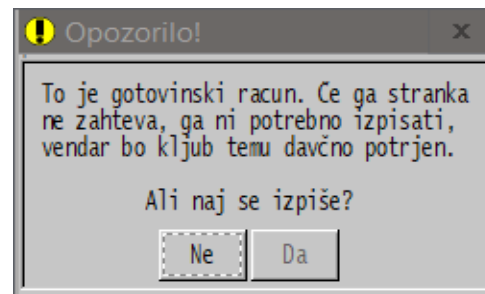 Opozorilo!
To je gotovinski racun. Če ga stranka
ne zahteva, ga ni potrebno izpisati,
vendar bo kljub temu davčno potrjen.
Ali naj se izpiše?
Ne Da